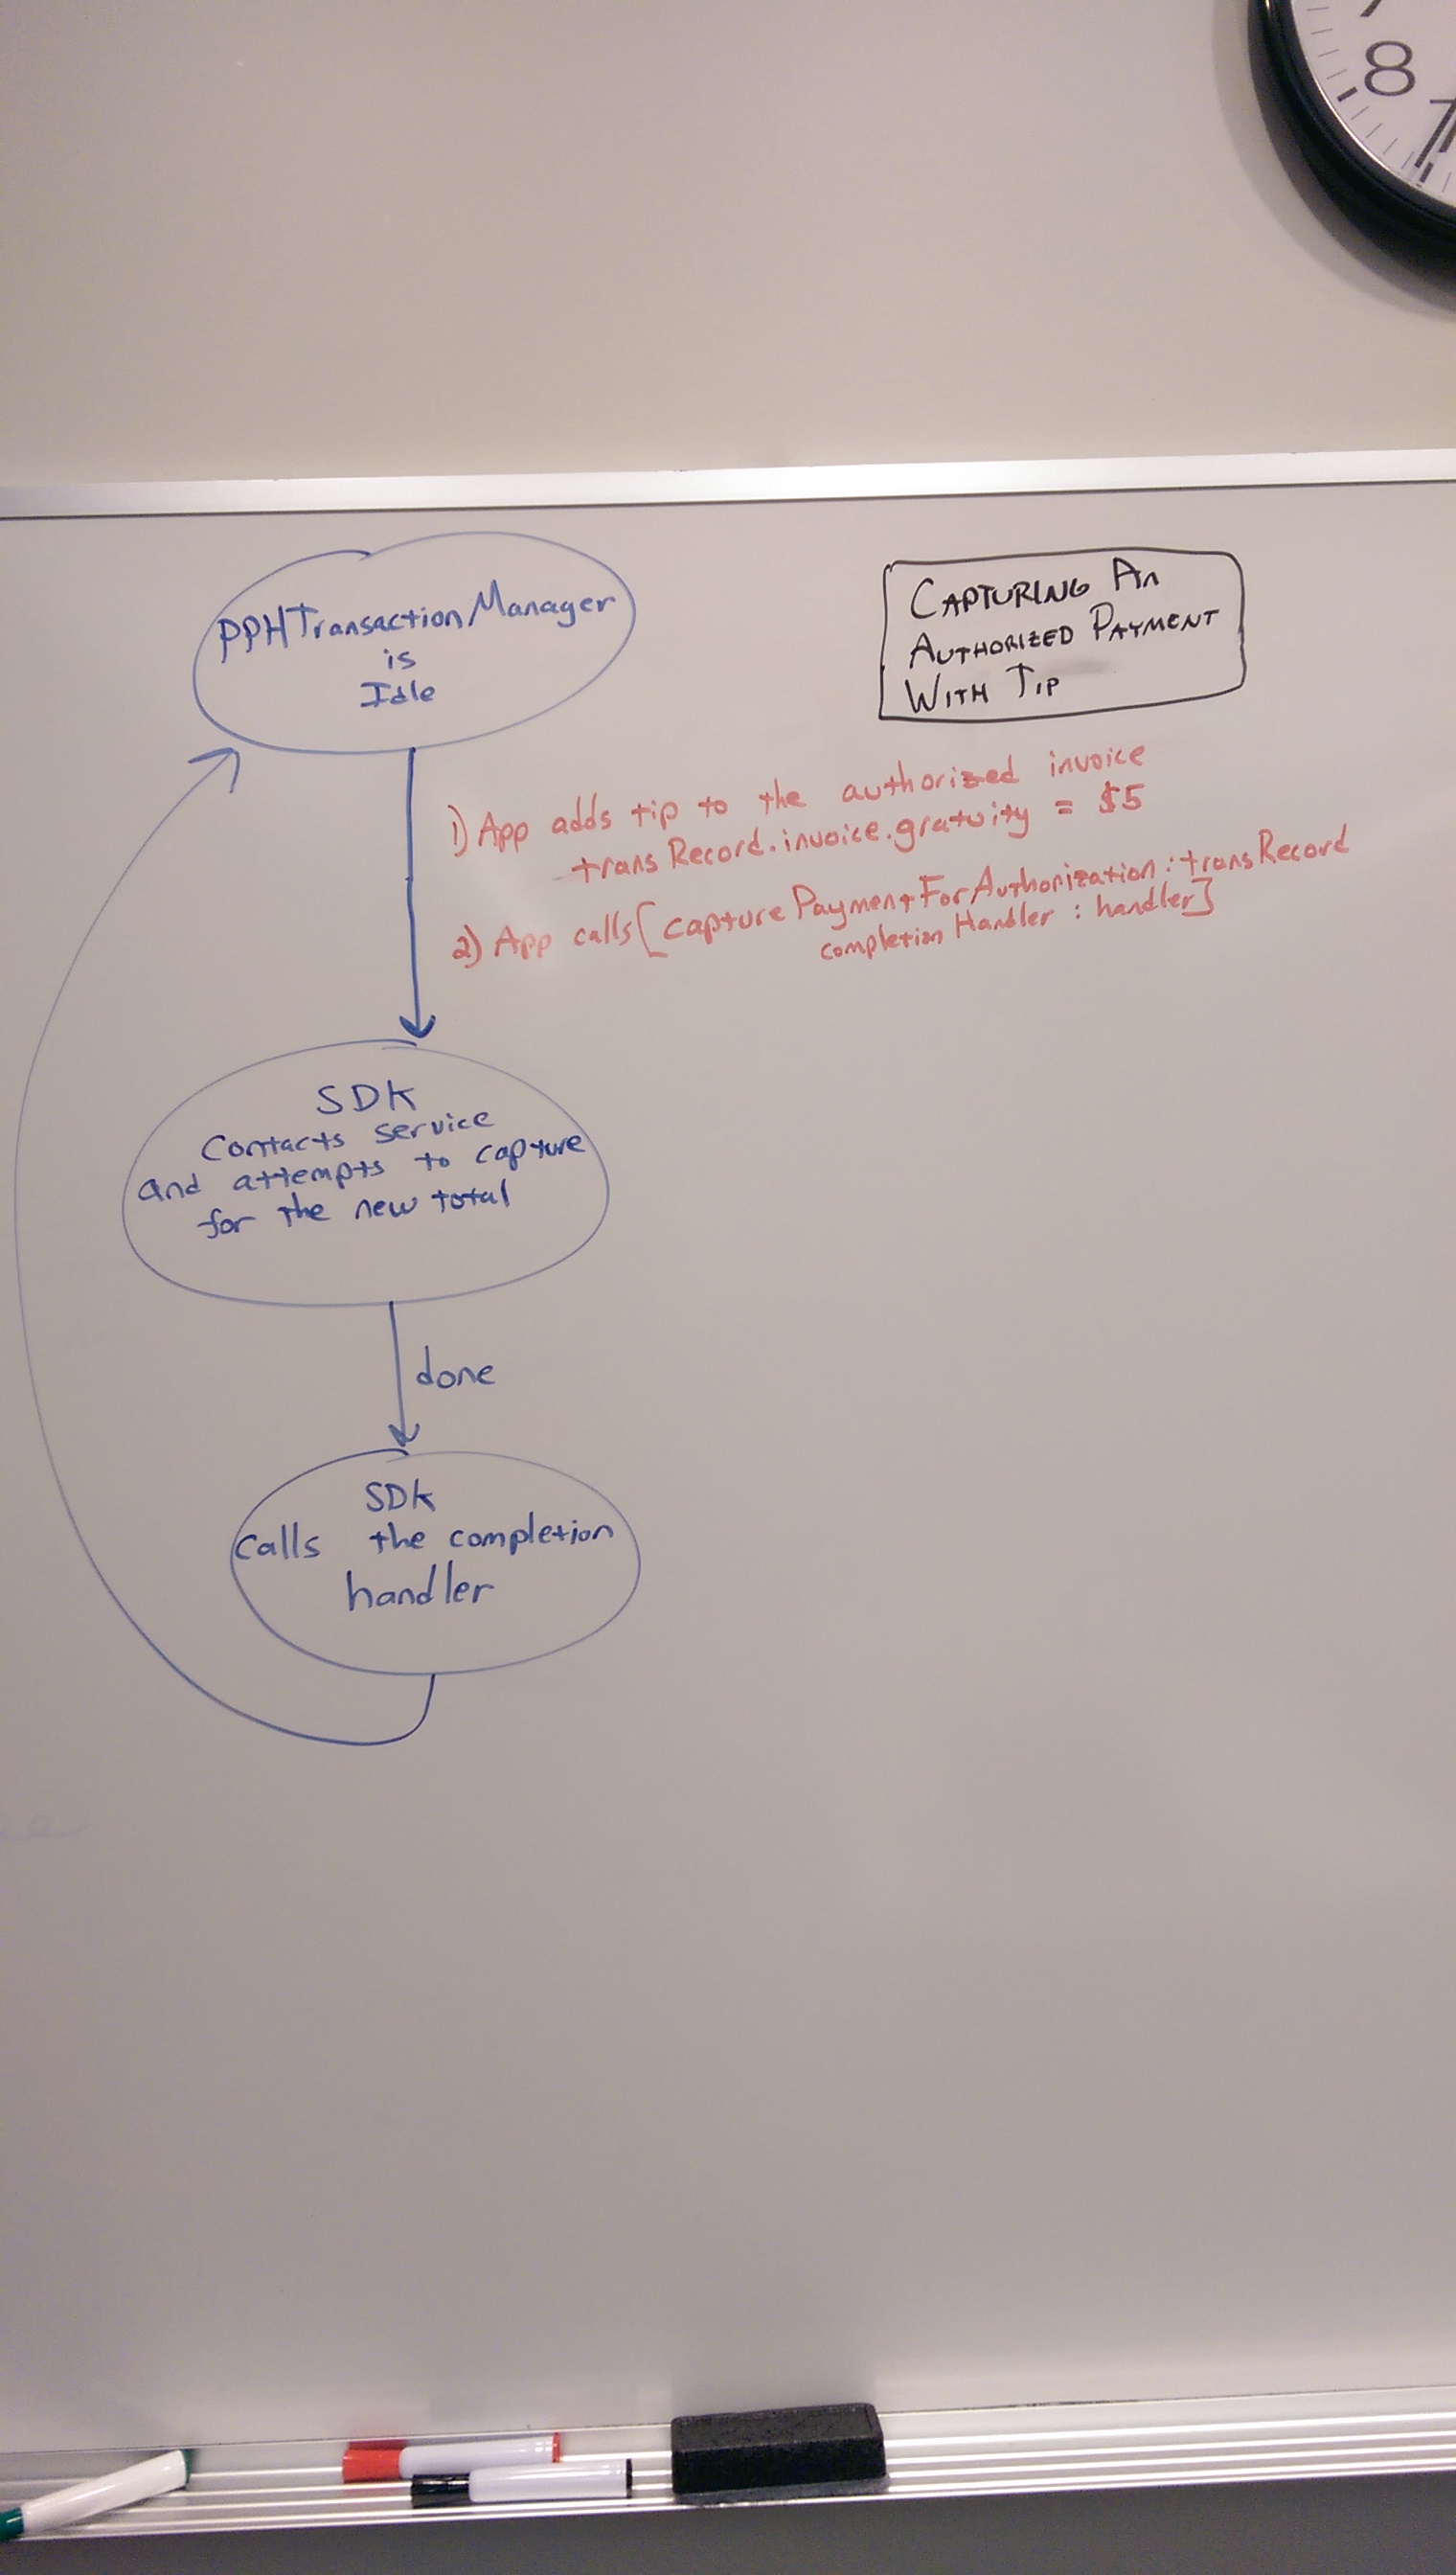 8
PPHTransactionManager
is
Idle
CAPTURING An
AUTHORIZED PAYMENT
WITH TIP
1) App adds tip to the authorized invoice
transRecord.invoice.gratuity = $5
2) App calls [capturePaymentForAuthorization: transRecord
completionHandler: handler]
SDK
Contacts service
and attempts to capture
for the new total
done
SDK
Calls the completion
handler